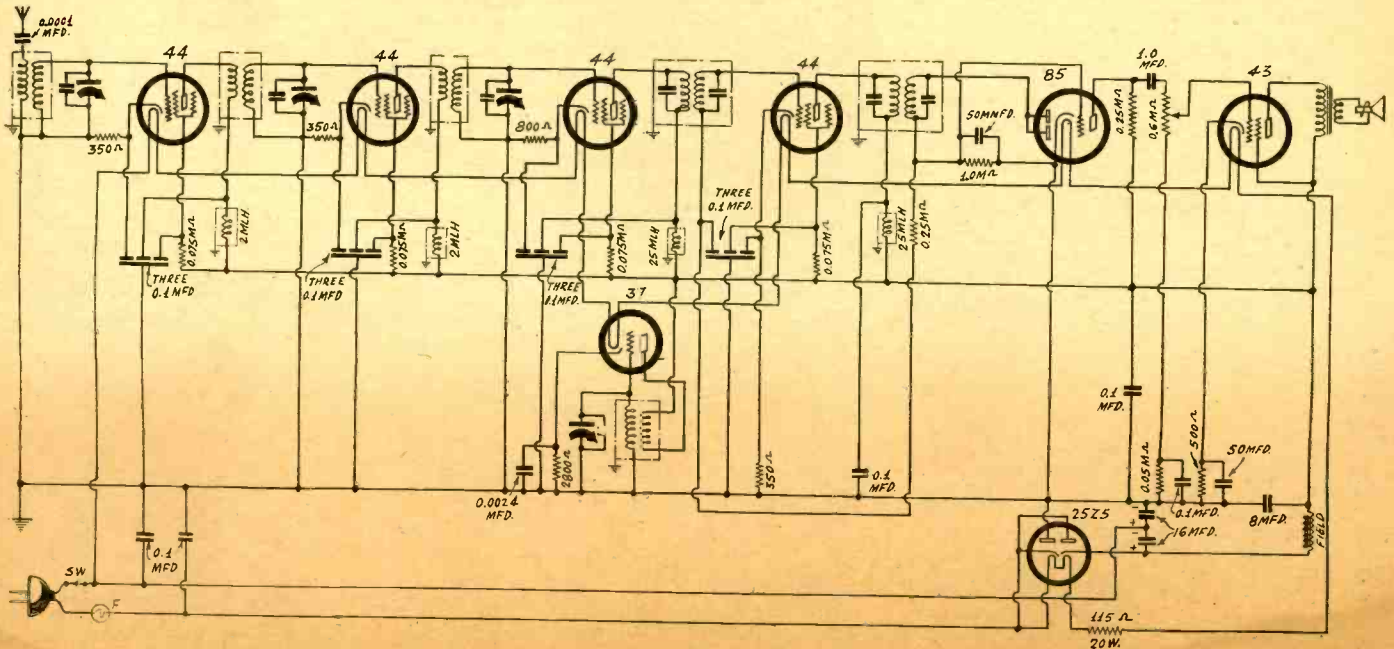 0.0001
MFD.
44
44
44
44
85
1.0
MFD.
43
350Ω
350Ω
800Ω
50MMFD.
1.0MΩ
0.25MΩ
0.6MΩ
2MLH
0.075MΩ
THREE
0.1 MFD
2MLH
0.075MΩ
THREE
0.1MFD
25MLH
0.075MΩ
THREE
0.1MFD.
THREE
0.1MFD.
0.075MΩ
25MLH
0.25MΩ
37
2800Ω
0.0024
MFD.
350Ω
0.1
MFD.
0.1
MFD.
0.05MΩ
0.1MFD.
500Ω
50MFD.
8MFD.
FIELD
25Z5
16MFD.
0.1
MFD
SW
F
115 Ω
20W.